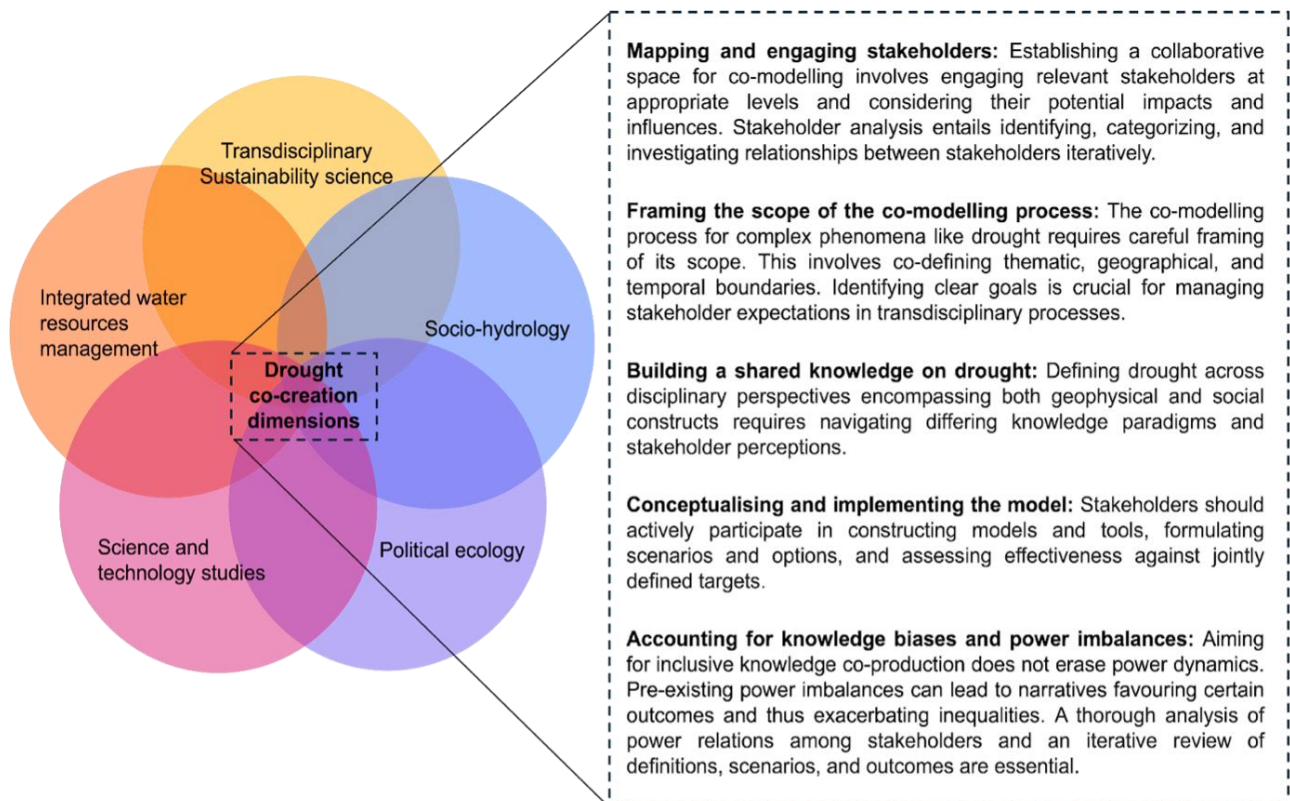 Transdisciplinary
Sustainability science
Integrated water
resources
management
Socio-hydrology
Drought
co-creation
dimensions
Science and
technology studies
Political ecology
Mapping and engaging stakeholders: Establishing a collaborative
space for co-modelling involves engaging relevant stakeholders at
appropriate levels and considering their potential impacts and
influences. Stakeholder analysis entails identifying, categorizing, and
investigating relationships between stakeholders iteratively.
Framing the scope of the co-modelling process: The co-modelling
process for complex phenomena like drought requires careful framing
of its scope. This involves co-defining thematic, geographical, and
temporal boundaries. Identifying clear goals is crucial for managing
stakeholder expectations in transdisciplinary processes.
Building a shared knowledge on drought: Defining drought across
disciplinary perspectives encompassing both geophysical and social
constructs requires navigating differing knowledge paradigms and
stakeholder perceptions.
Conceptualising and implementing the model: Stakeholders should
actively participate in constructing models and tools, formulating
scenarios and options, and assessing effectiveness against jointly
defined targets.
Accounting for knowledge biases and power imbalances: Aiming
for inclusive knowledge co-production does not erase power dynamics.
Pre-existing power imbalances can lead to narratives favouring certain
outcomes and thus exacerbating inequalities. A thorough analysis of
power relations among stakeholders and an iterative review of
definitions, scenarios, and outcomes are essential.